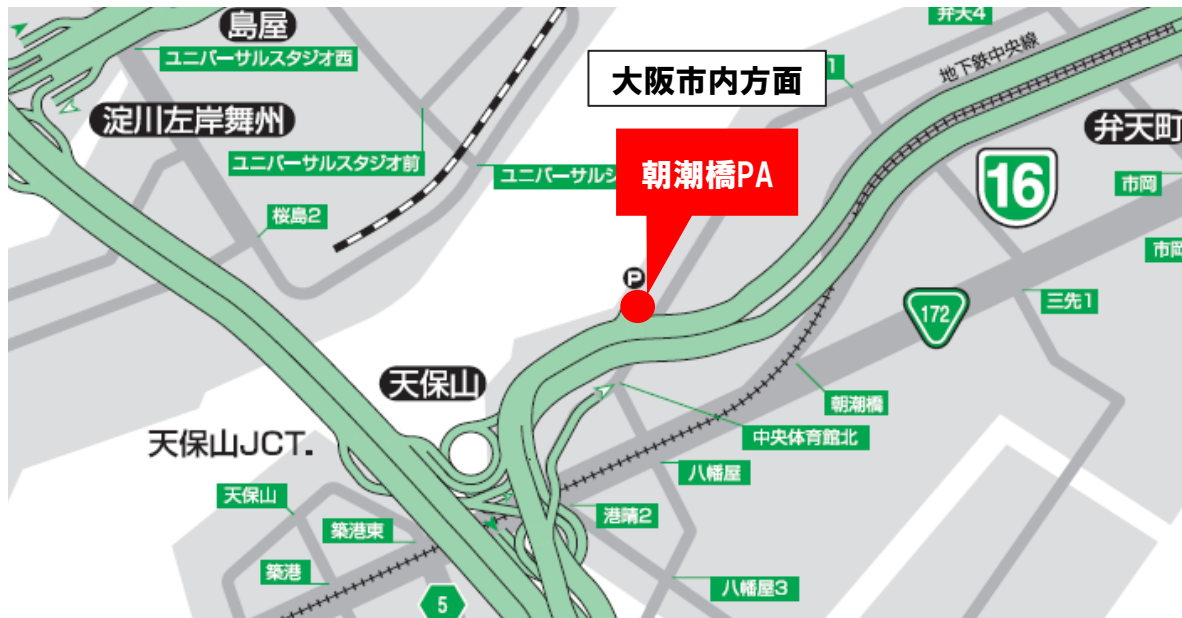 島屋
弁天4
ユニバーサルスタジオ西
地下鉄中央線
大阪市内方面
1
淀川左岸舞州
弁天町
ユニバーサルスタジオ前
ユニバーサルシ
朝潮橋PA
16
市岡
桜島2
市岡
P
三先1
172
天保山
朝潮橋
天保山JCT.
中央体育館北
八幡屋
天保山
港晴2
築港東
築港
八幡屋3
5